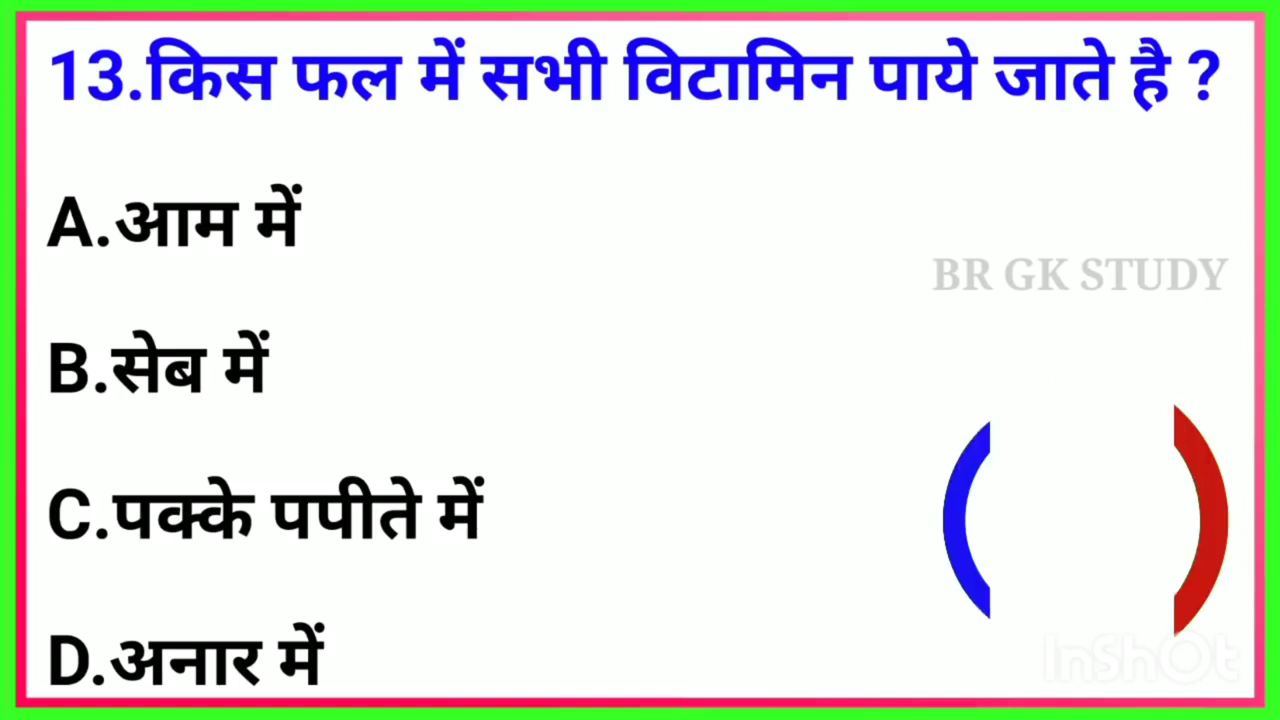 13.किस फल में सभी विटामिन पाये जाते है ?
A.आम में
BR GK STUDY
B.सेब में
C.पक्के पपीते में
D.अनार में
InShOt